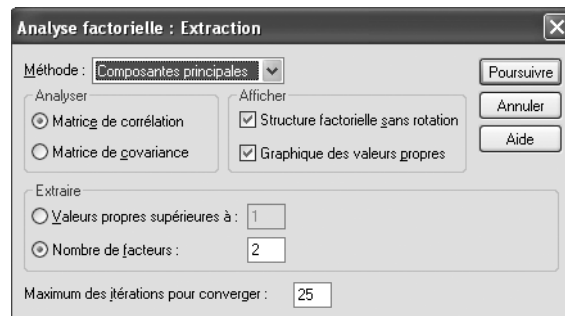 Analyse factorielle : Extraction
Méthode : Composantes principales
Poursuivre
Annuler
Aide
Analyser
Matrice de corrélation
Matrice de covariance
Afficher
Structure factorielle sans rotation
Graphique des valeurs propres
Extraire
Valeurs propres supérieures à : 1
Nombre de facteurs : 2
Maximum des itérations pour converger : 25